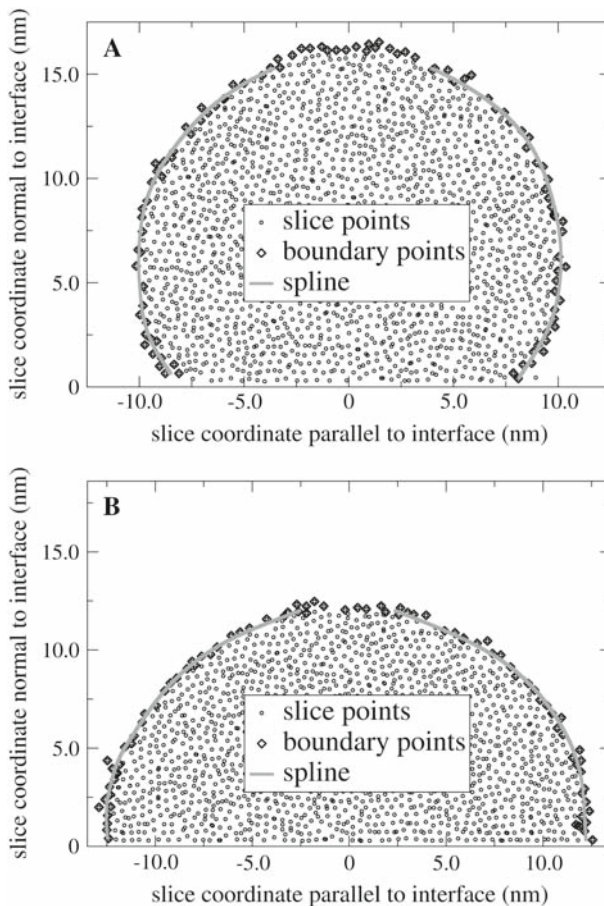 A
slice coordinate normal to interface (nm)
15.0
10.0
5.0
0
slice points
boundary points
spline
-10.0 -5.0 0 5.0 10.0
slice coordinate parallel to interface (nm)
B
slice coordinate normal to interface (nm)
15.0
10.0
5.0
0
slice points
boundary points
spline
-10.0 -5.0 0 5.0 10.0
slice coordinate parallel to interface (nm)